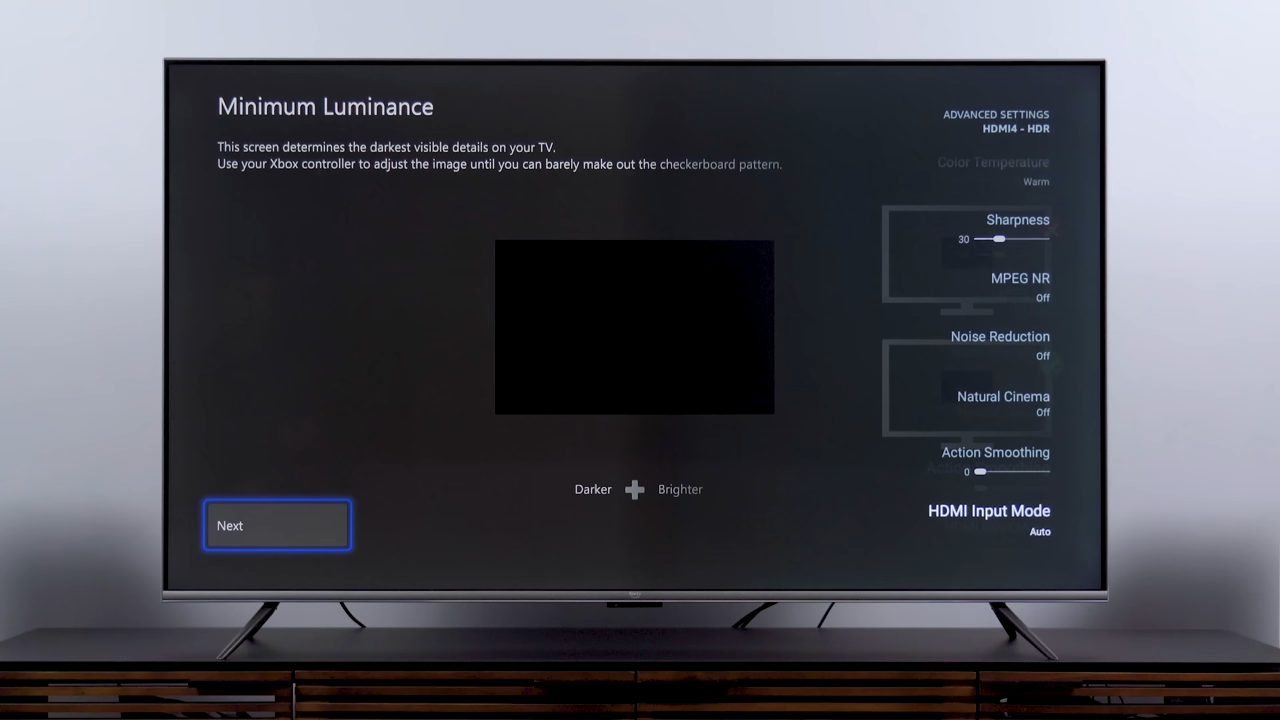 Minimum Luminance
This screen determines the darkest visible details on your TV.
Use your Xbox controller to adjust the image until you can barely make out the checkerboard pattern.
Darker
Brighter
Next
ADVANCED SETTINGS
HDMI4 - HDR
Color Temperature
Warm
Sharpness
30
MPEG NR
Off
Noise Reduction
Off
Natural Cinema
Off
Action Smoothing
0
HDMI Input Mode
Auto